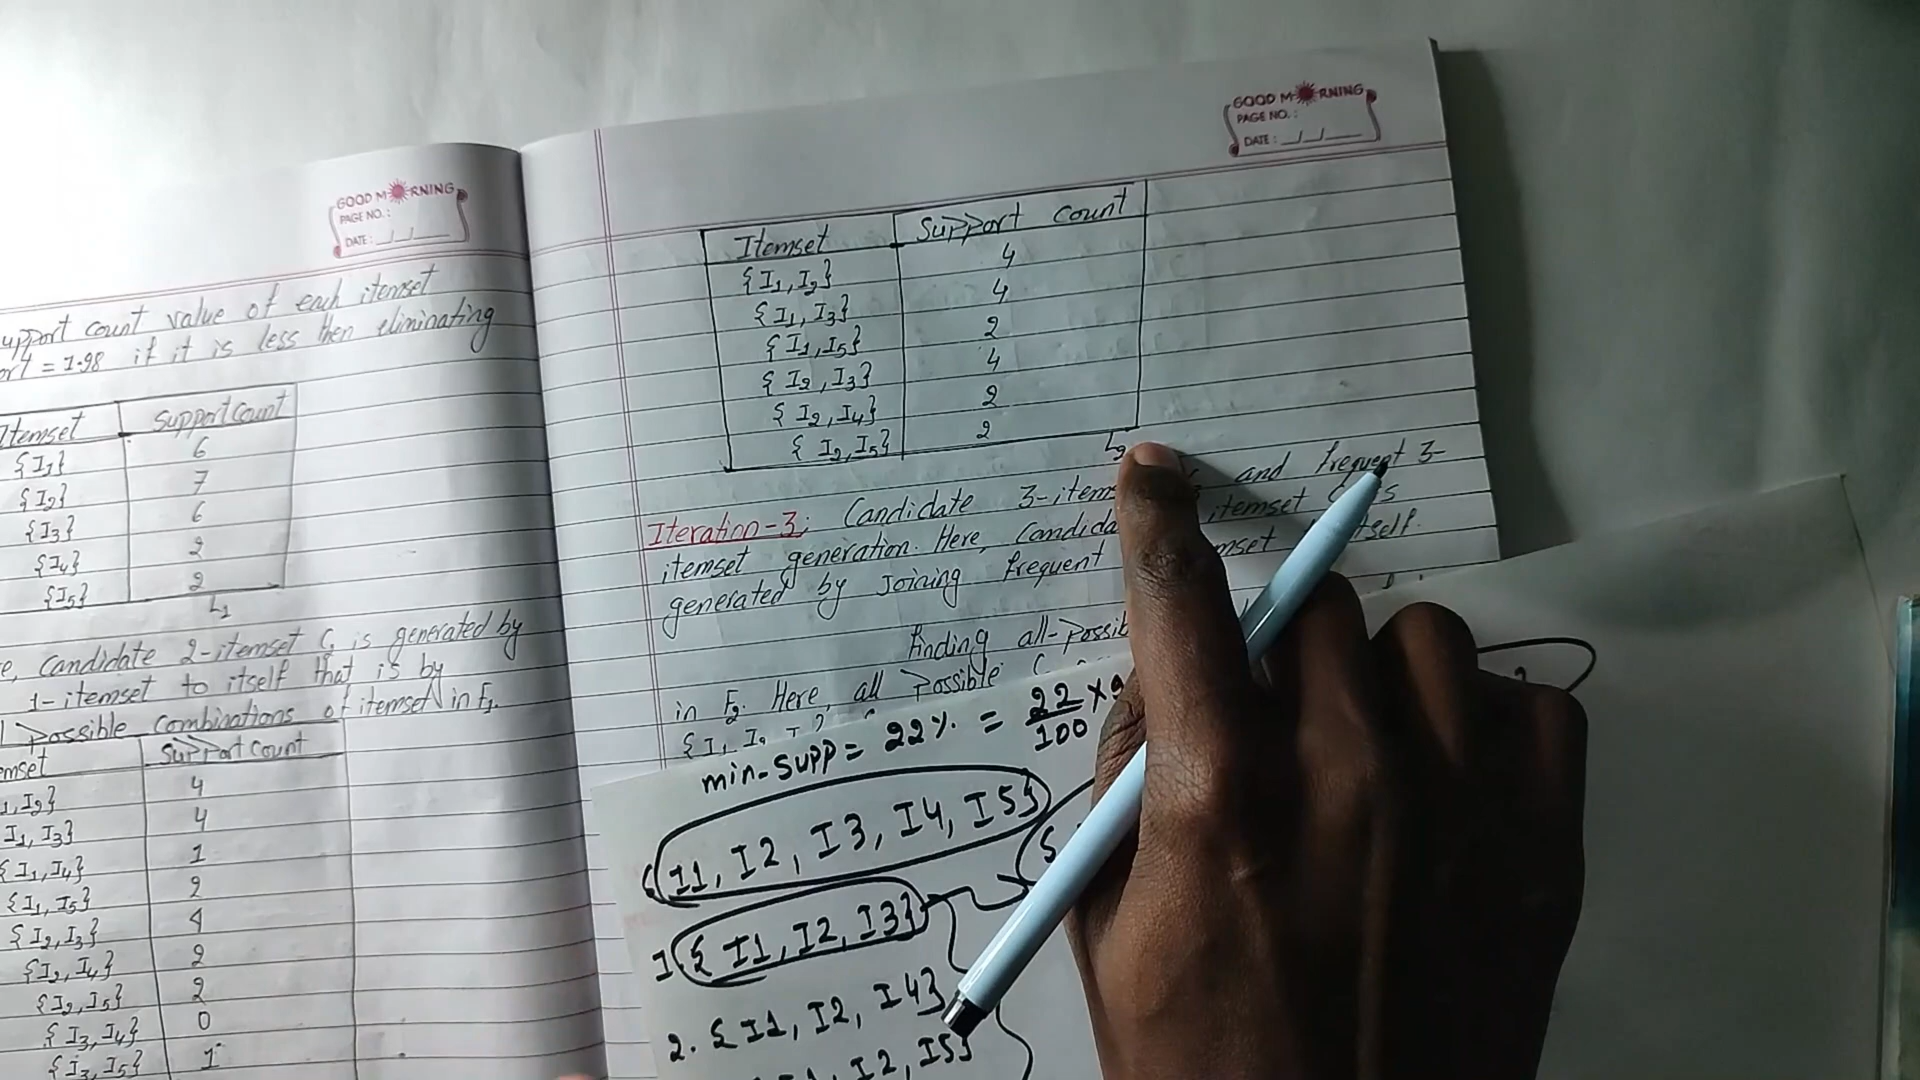 GOOD MORNING
PAGE NO.:
DATE:
upport count value of each itemset
ort = 1.98 if it is less then eliminating
Itemset Support Count
{I1} 6
{I2} 7
{I3} 6
{I4} 2
{I5} 2
L1
e, candidate 2-itemset C, is generated by
1-itemset to itself that is by
l possible combinations of itemset in F1.
emset Support Count
1,I2} 4
I1, I3} 4
{I1, I4} 1
{I1, I5} 2
{I2, I3} 4
{I2, I4} 2
{I2, I5} 2
{I3, I4} 0
{I3, I5} 1
GOOD MORNING
PAGE NO.:
DATE:
Itemset Support Count
{I1, I2} 4
{I1, I3} 4
{I1, I5} 2
{I2, I3} 4
{I2, I4} 2
{I2, I5} 2
L2
Iteration-3: Candidate 3-item and frequent 3-
itemset generation. Here, Candida itemset is
generated by Joining frequent mset itself.
finding all-possib
in F2. Here, all possible
{I1, I2
min-supp = 22%. = 22/100 × 9
{I1, I2, I3, I4, I5}
1 {I1, I2, I3}
2. {I1, I2, I4}
I1, I2, I5}